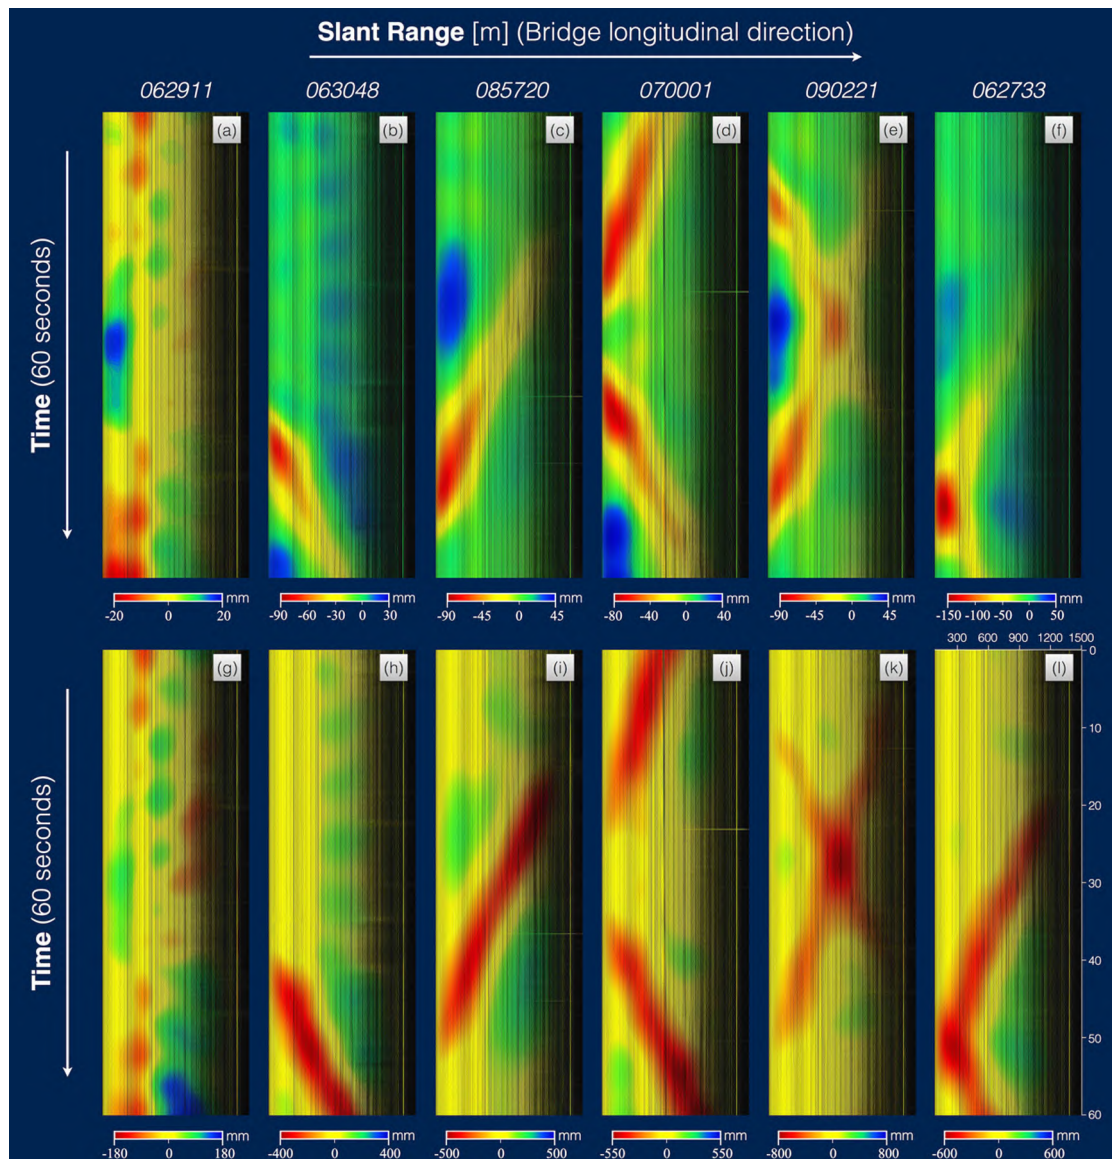 Slant Range [m] (Bridge longitudinal direction)
062911 063048 085720 070001 090221 062733
(a) (b) (c) (d) (e) (f)
Time (60 seconds)
mm mm mm mm mm mm
-20 0 20 -90 -60 -30 0 30 -90 -45 0 45 -80 -40 0 40 -90 -45 0 45 -150 -100 -50 0 50
300 600 900 1200 1500
(g) (h) (i) (j) (k) (l) 0
10
20
30
40
50
60
Time (60 seconds)
mm mm mm mm mm mm
-180 0 180 -400 0 400 -500 0 500 -550 0 550 -800 0 800 -600 0 600